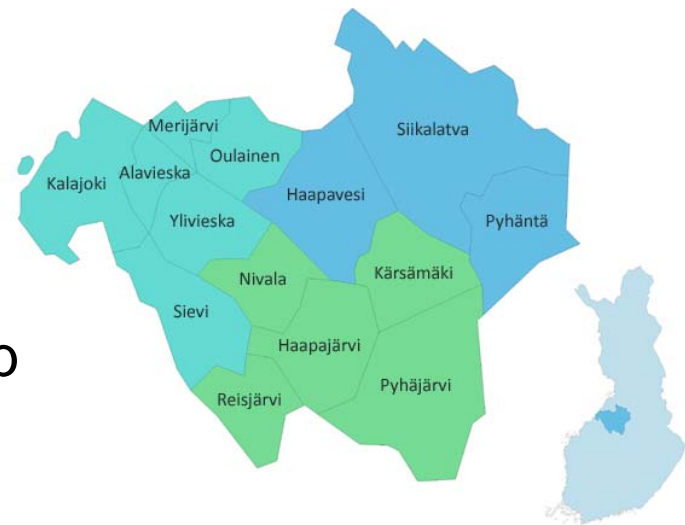 Merijärvi
Siikalatva
Oulainen
Alavieska
Kalajoki
Haapavesi
Ylivieska
Pyhäntä
Nivala
Kärsämäki
Sievi
Haapajärvi
Pyhäjärvi
Reisjärvi